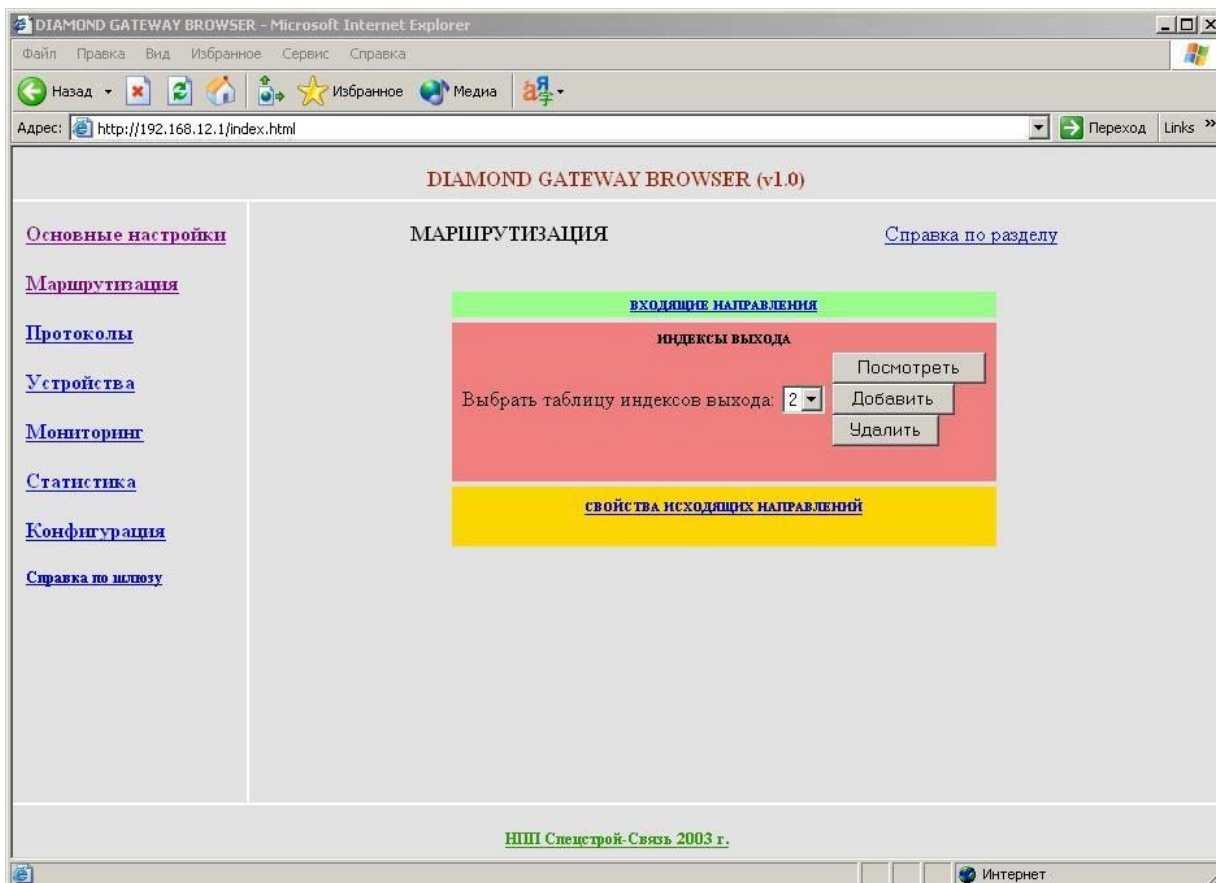 DIAMOND GATEWAY BROWSER - Microsoft Internet Explorer
Файл Правка Вид Избранное Сервис Справка
Назад Избранное Медиа
Адрес: http://192.168.12.1/index.html Переход Links »
DIAMOND GATEWAY BROWSER (v1.0)
Основные настройки
Маршрутизация
Протоколы
Устройства
Мониторинг
Статистика
Конфигурация
Справка по шлюзу
МАРШРУТИЗАЦИЯ Справка по разделу
ВХОДЯЩИЕ НАПРАВЛЕНИЯ
ИНДЕКСЫ ВЫХОДА
Выбрать таблицу индексов выхода: 2
Посмотреть
Добавить
Удалить
СВОЙСТВА ИСХОДЯЩИХ НАПРАВЛЕНИЙ
НПП Спецстрой-Связь 2003 г.
Интернет